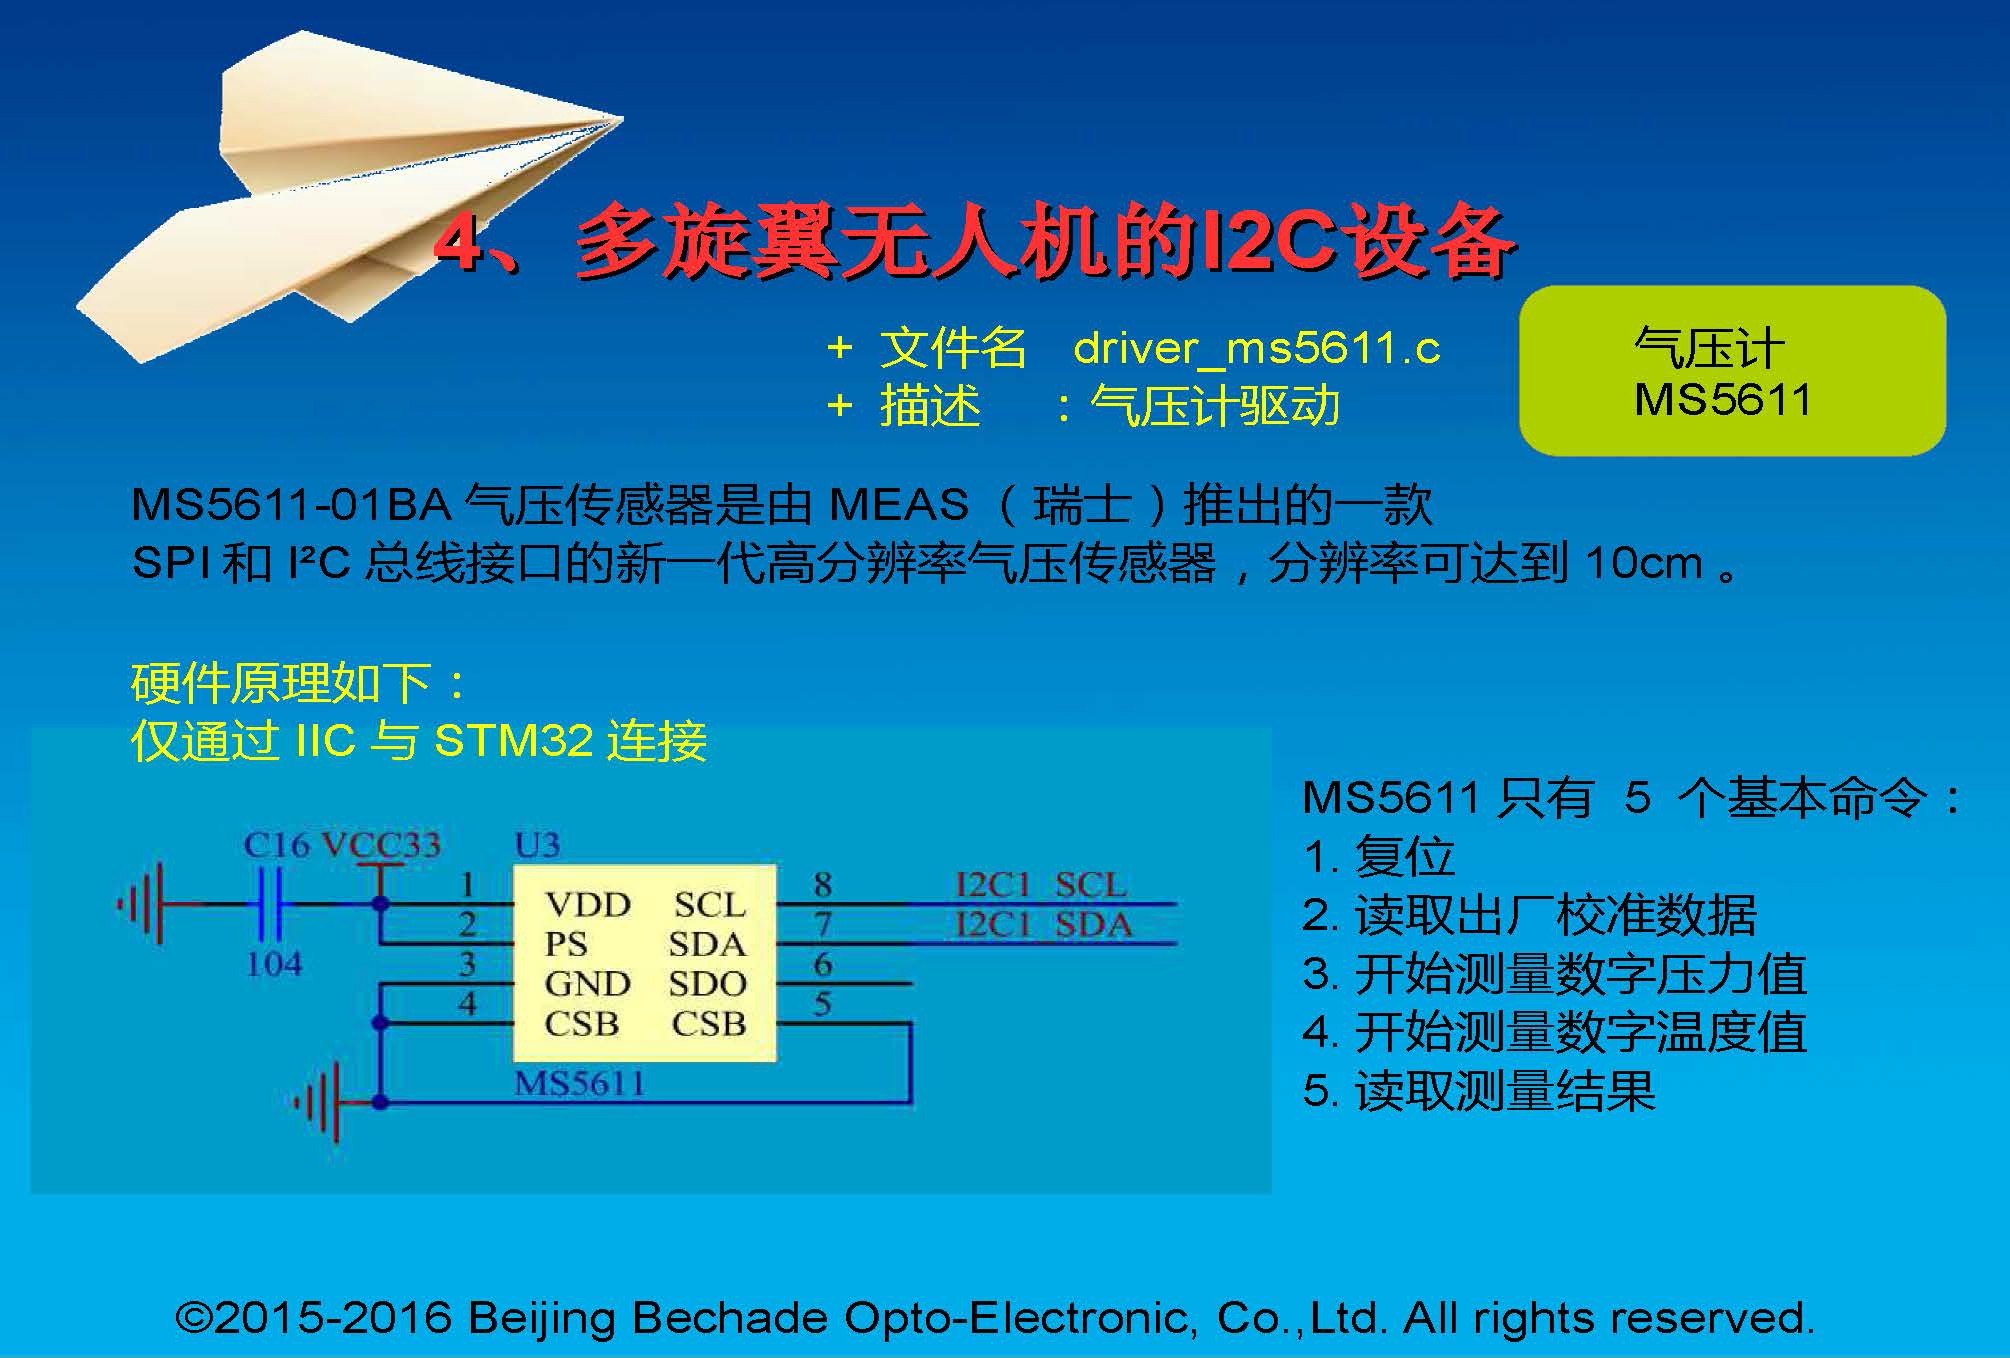 4、多旋翼无人机的I2C设备
+ 文件名 driver_ms5611.c
+ 描述 ：气压计驱动
气压计
MS5611
MS5611-01BA 气压传感器是由 MEAS （瑞士）推出的一款
SPI 和 I²C 总线接口的新一代高分辨率气压传感器，分辨率可达到 10cm 。
硬件原理如下：
仅通过 IIC 与 STM32 连接
C16 VCC33 U3
1 VDD SCL 8 I2C1 SCL
2 PS SDA 7 I2C1 SDA
104
3 GND SDO 6
4 CSB CSB 5
MS5611
MS5611 只有 5 个基本命令：
1. 复位
2. 读取出厂校准数据
3. 开始测量数字压力值
4. 开始测量数字温度值
5. 读取测量结果
©2015-2016 Beijing Bechade Opto-Electronic, Co.,Ltd. All rights reserved.